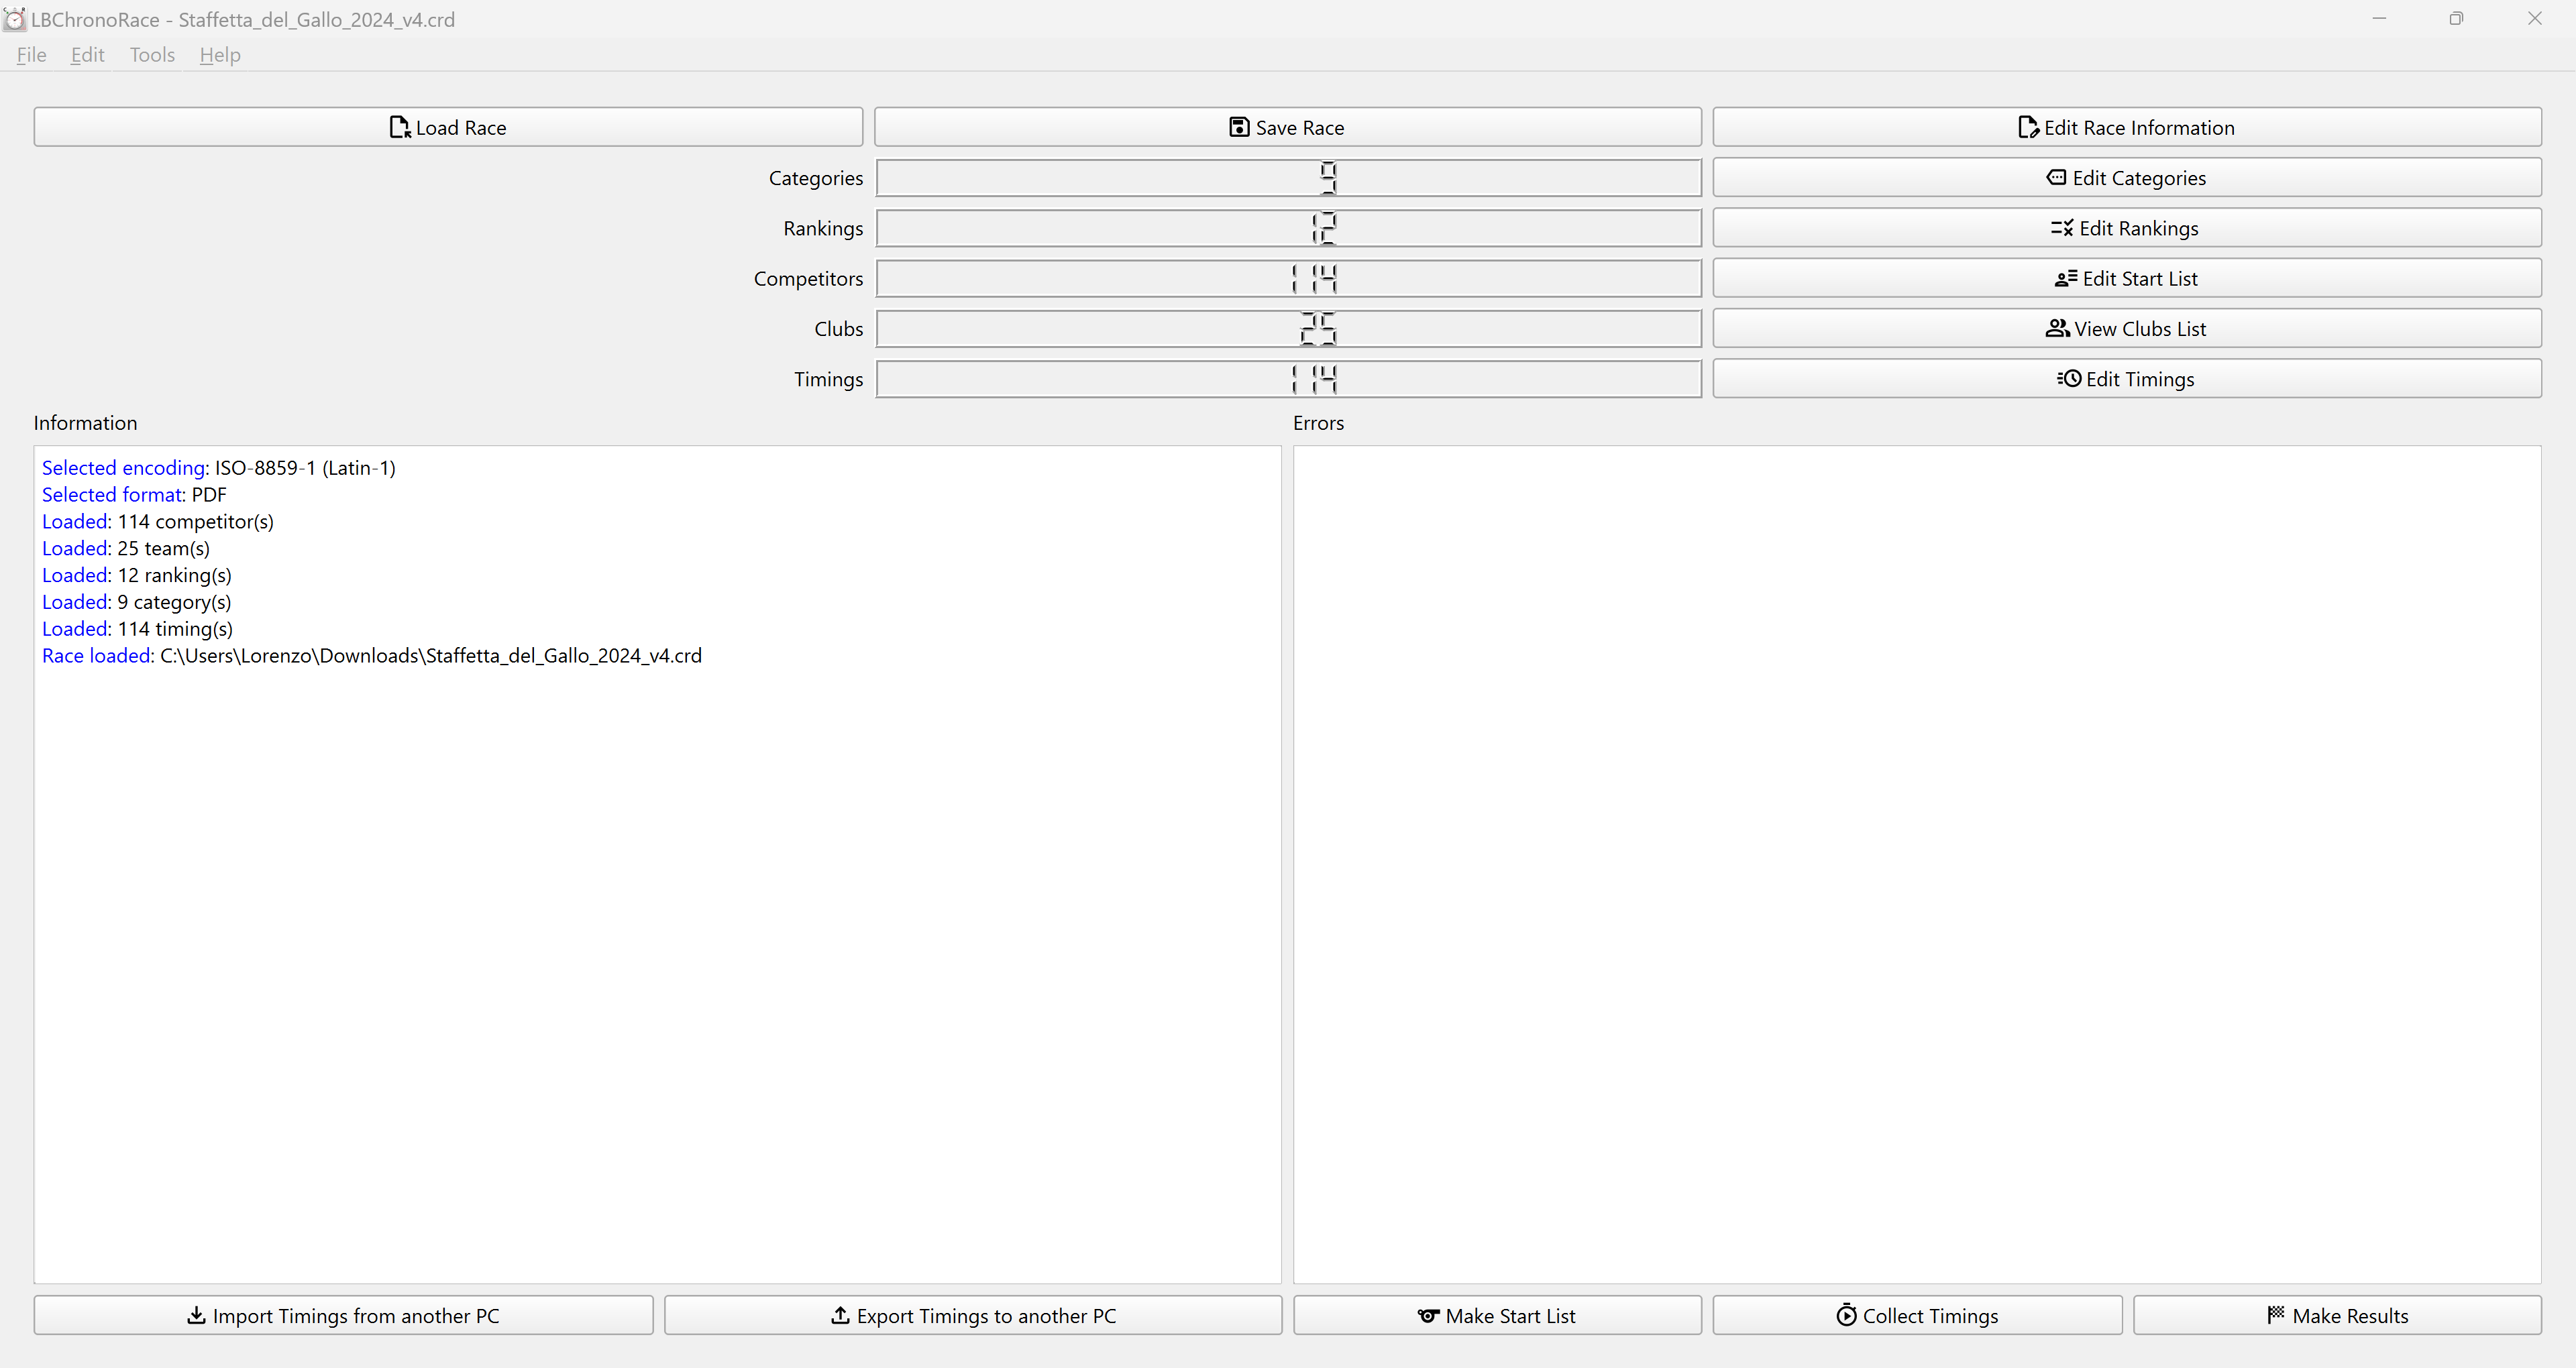 LBChronoRace - Staffetta_del_Gallo_2024_v4.crd
File Edit Tools Help
Load Race
Save Race
Edit Race Information
Categories 9 Edit Categories
Rankings 12 Edit Rankings
Competitors 114 Edit Start List
Clubs 25 View Clubs List
Timings 114 Edit Timings
Information
Selected encoding: ISO-8859-1 (Latin-1)
Selected format: PDF
Loaded: 114 competitor(s)
Loaded: 25 team(s)
Loaded: 12 ranking(s)
Loaded: 9 category(s)
Loaded: 114 timing(s)
Race loaded: C:\Users\Lorenzo\Downloads\Staffetta_del_Gallo_2024_v4.crd
Errors
Import Timings from another PC
Export Timings to another PC
Make Start List
Collect Timings
Make Results